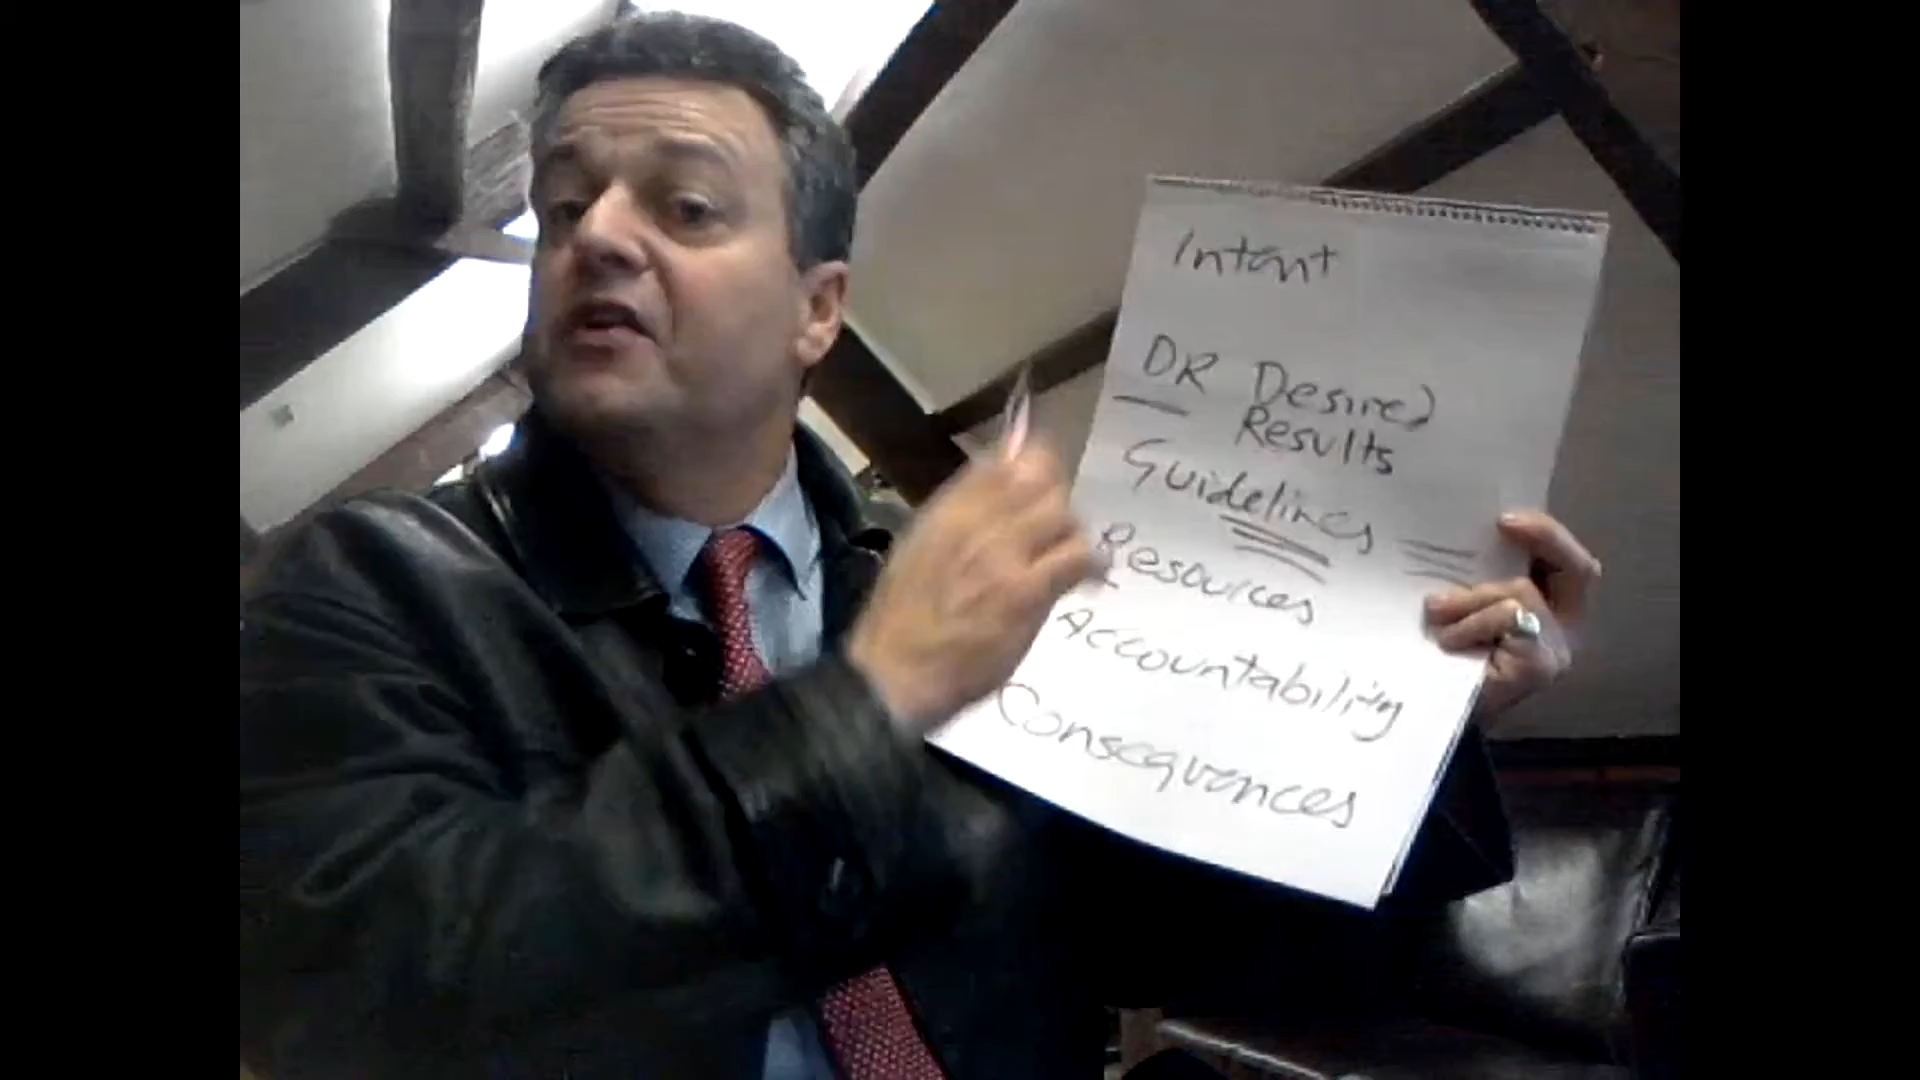 Intent
DR Desired
Results
Guidelines
Resources
Accountability
Consequences